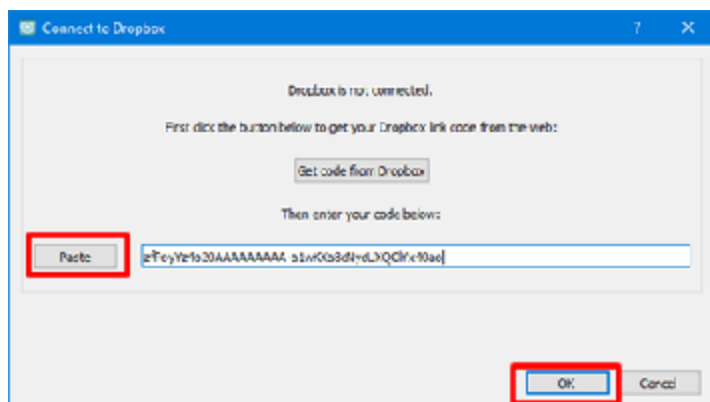 Connect to Dropbox
? ×
Dropbox is not connected.
First click the button below to get your Dropbox link code from the web:
Get code from Dropbox
Then enter your code below:
Paste
OK
Cancel